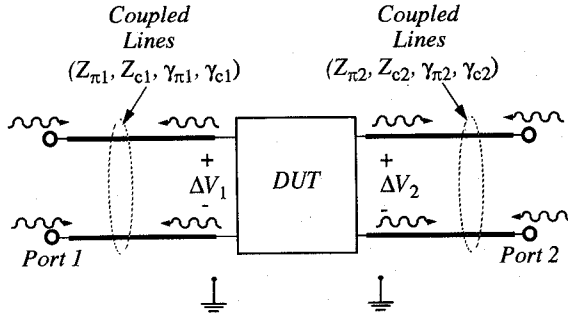 Coupled
Lines
(Zπ1, Zc1, γπ1, γc1)
Coupled
Lines
(Zπ2, Zc2, γπ2, γc2)
+
ΔV1
-
DUT
+
ΔV2
-
Port 1
Port 2